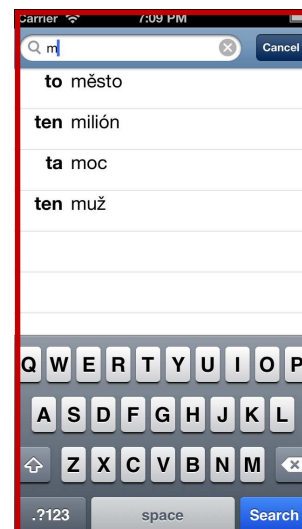 Carrier 7:09 PM
m Cancel
to město
ten milión
ta moc
ten muž
Q W E R T Y U I O P
A S D F G H J K L
Z X C V B N M
.?123 space Search